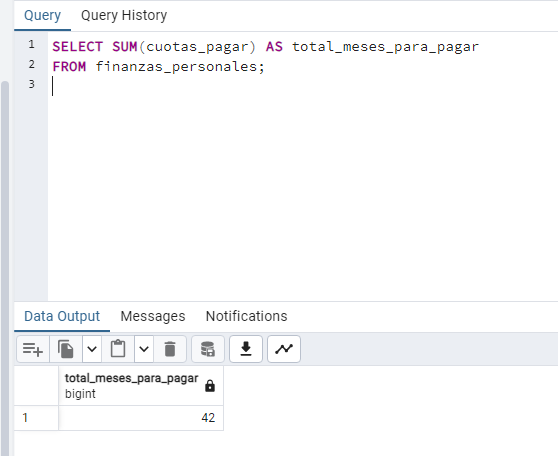 Query Query History
1 SELECT SUM(cuotas_pagar) AS total_meses_para_pagar
2 FROM finanzas_personales;
3
Data Output Messages Notifications
total_meses_para_pagar
bigint
1 42